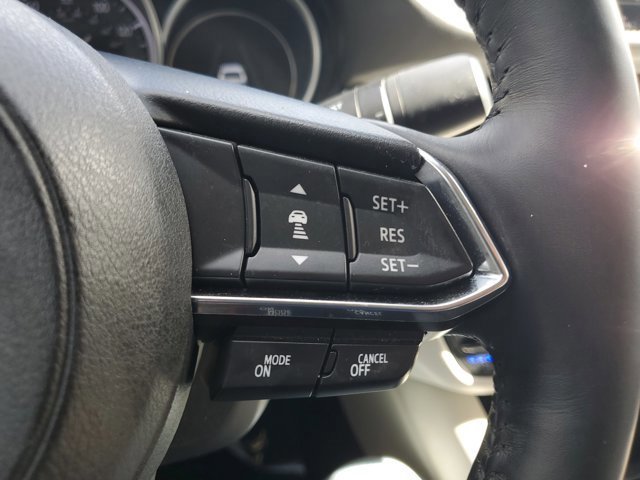 SET+
RES
SET−
MODE
ON
CANCEL
OFF